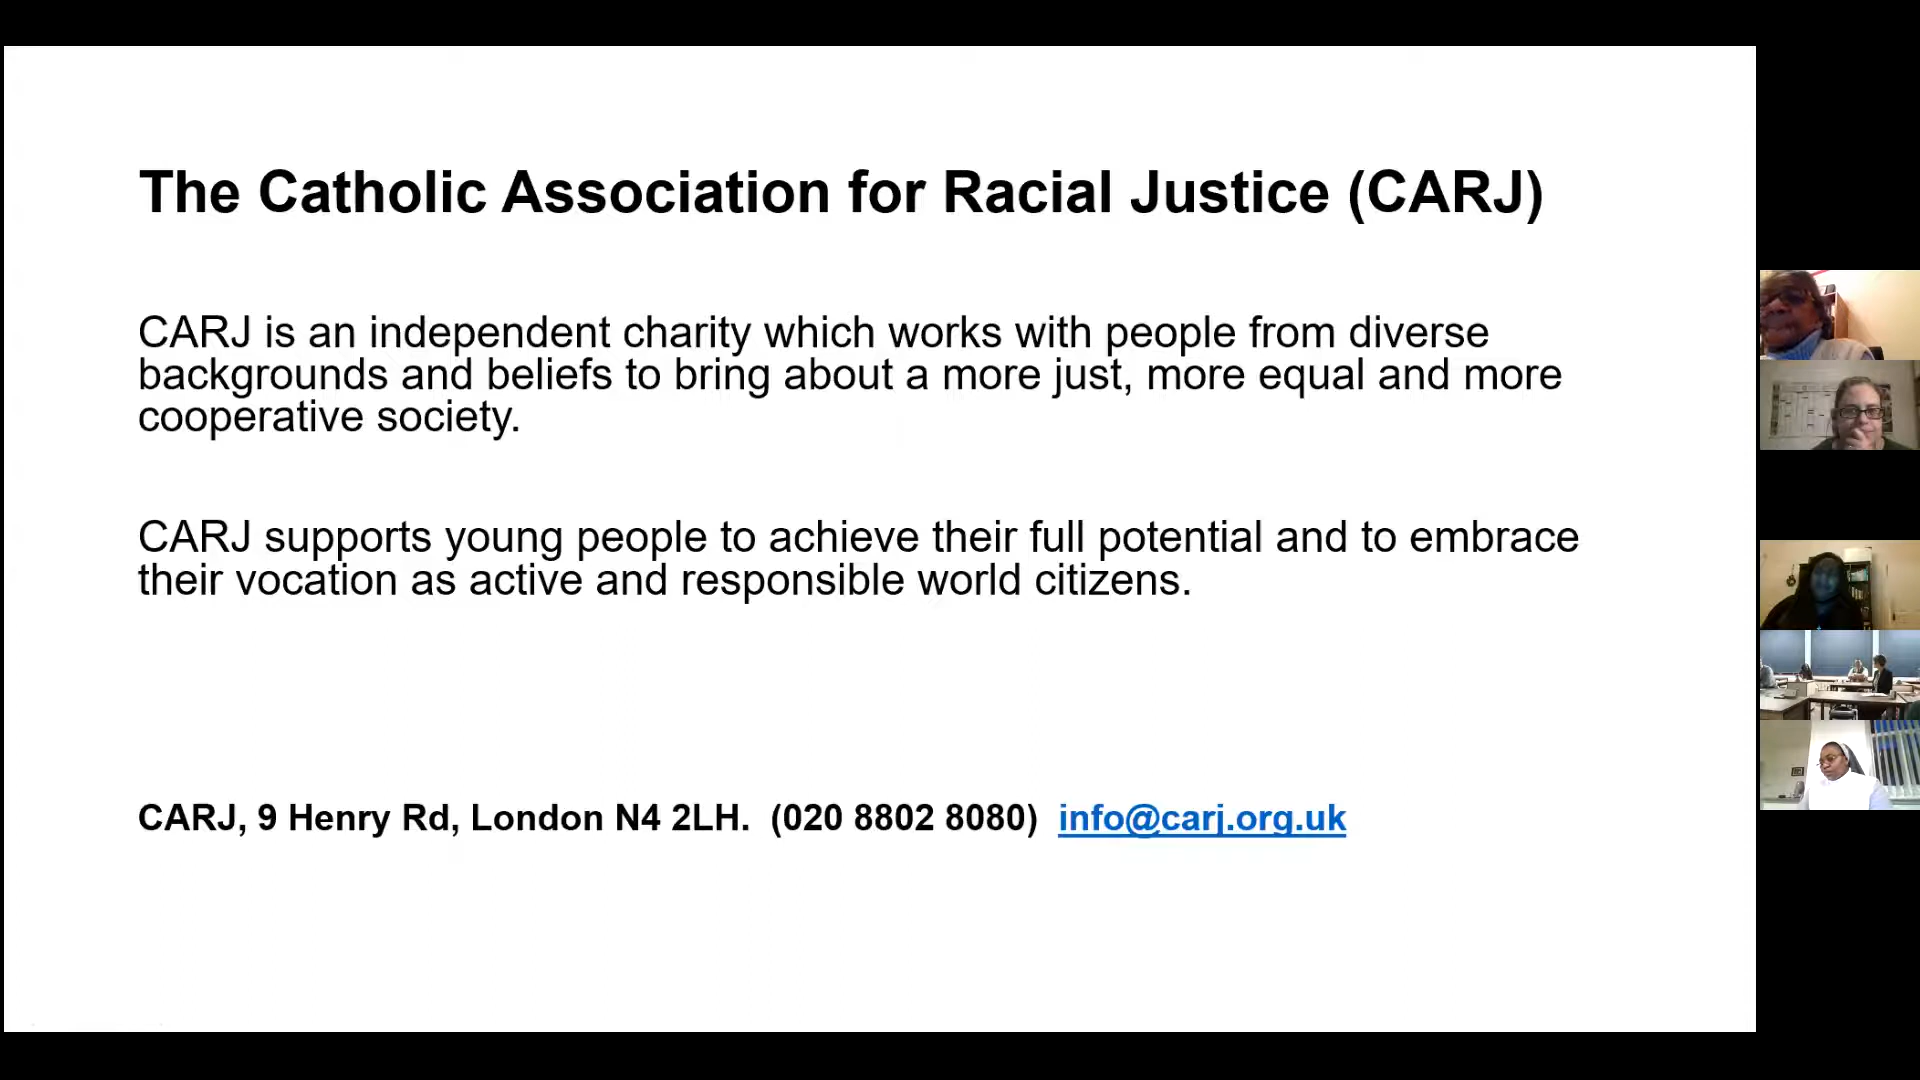 The Catholic Association for Racial Justice (CARJ)
CARJ is an independent charity which works with people from diverse
backgrounds and beliefs to bring about a more just, more equal and more
cooperative society.
CARJ supports young people to achieve their full potential and to embrace
their vocation as active and responsible world citizens.
CARJ, 9 Henry Rd, London N4 2LH.  (020 8802 8080)  info@carj.org.uk